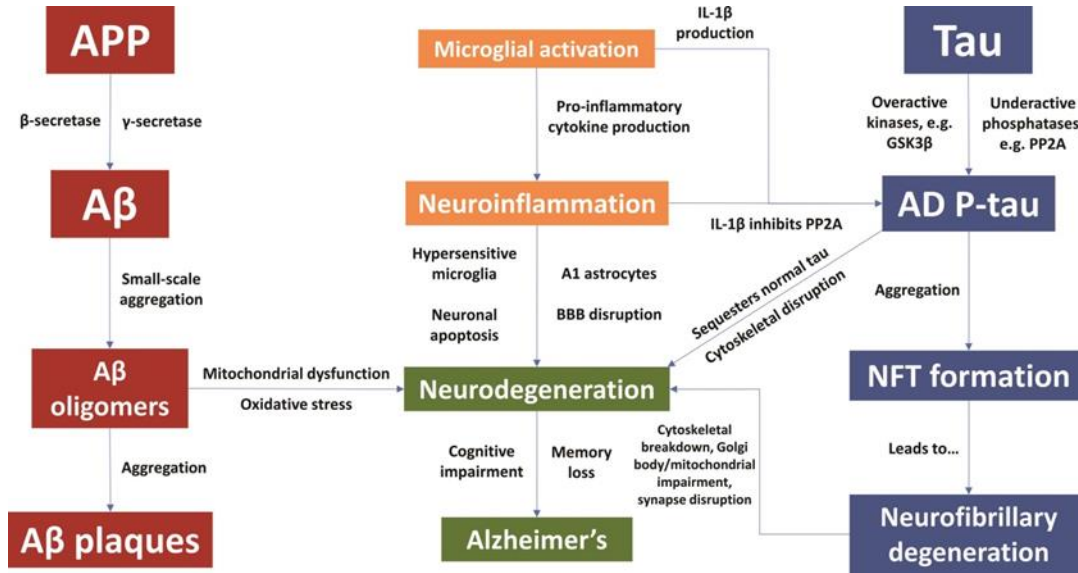 APP
β-secretase
γ-secretase
Aβ
Small-scale
aggregation
Aβ
oligomers
Mitochondrial dysfunction
Oxidative stress
Aggregation
Aβ plaques
Microglial activation
IL-1β
production
Pro-inflammatory
cytokine production
Neuroinflammation
IL-1β inhibits PP2A
Hypersensitive
microglia
A1 astrocytes
Neuronal
apoptosis
BBB disruption
Neurodegeneration
Cognitive
impairment
Memory
loss
Alzheimer's
Tau
Overactive
kinases, e.g.
GSK3β
Underactive
phosphatases
e.g. PP2A
AD P-tau
Sequesters normal tau
Cytoskeletal disruption
Aggregation
NFT formation
Leads to...
Neurofibrillary
degeneration
Cytoskeletal
breakdown, Golgi
body/mitochondrial
impairment,
synapse disruption